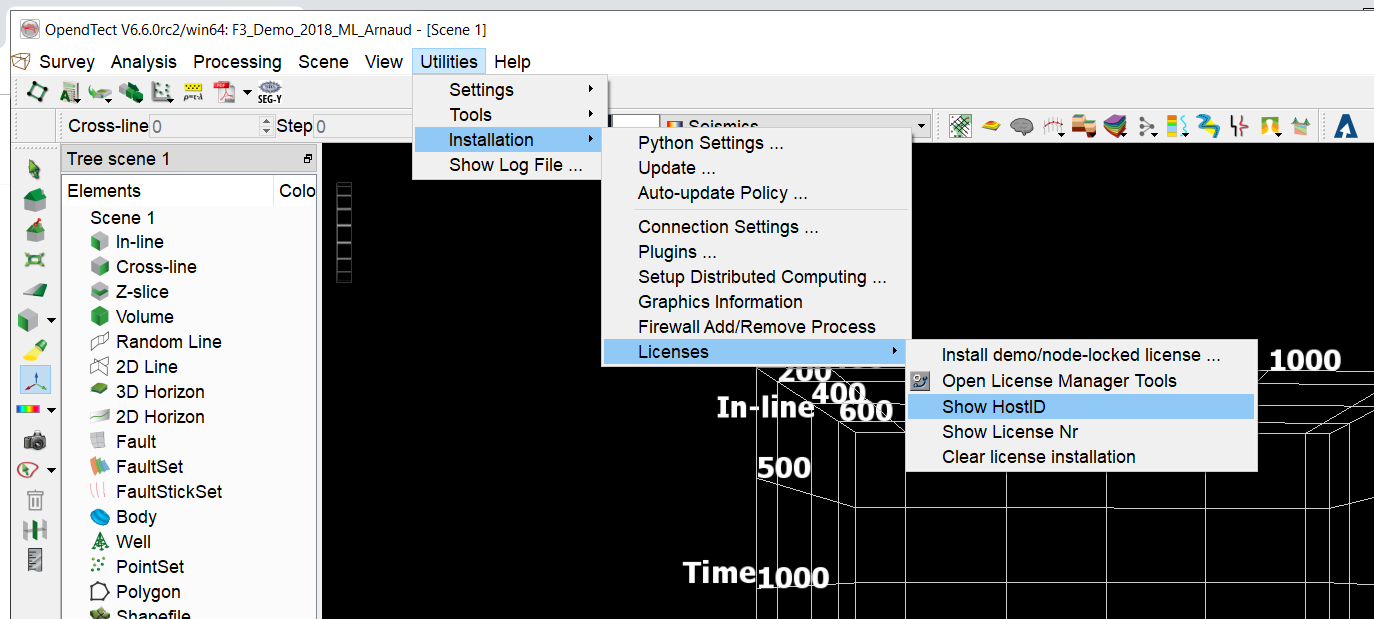 OpendTect V6.6.0rc2/win64: F3_Demo_2018_ML_Arnaud - [Scene 1]
Survey Analysis Processing Scene View Utilities Help
PDF SEG-Y
Cross-line 0 Step 0 Seismics
Settings
Tools
Installation
Show Log File ...
Python Settings ...
Update ...
Auto-update Policy ...
Connection Settings ...
Plugins ...
Setup Distributed Computing ...
Graphics Information
Firewall Add/Remove Process
Licenses
Install demo/node-locked license ...
Open License Manager Tools
Show HostID
Show License Nr
Clear license installation
Tree scene 1
Elements Colo
Scene 1
In-line
Cross-line
Z-slice
Volume
Random Line
2D Line
3D Horizon
2D Horizon
Fault
FaultSet
FaultStickSet
Body
Well
PointSet
Polygon
Shapefile
200
400
In-line 600
1000
500
Time 1000